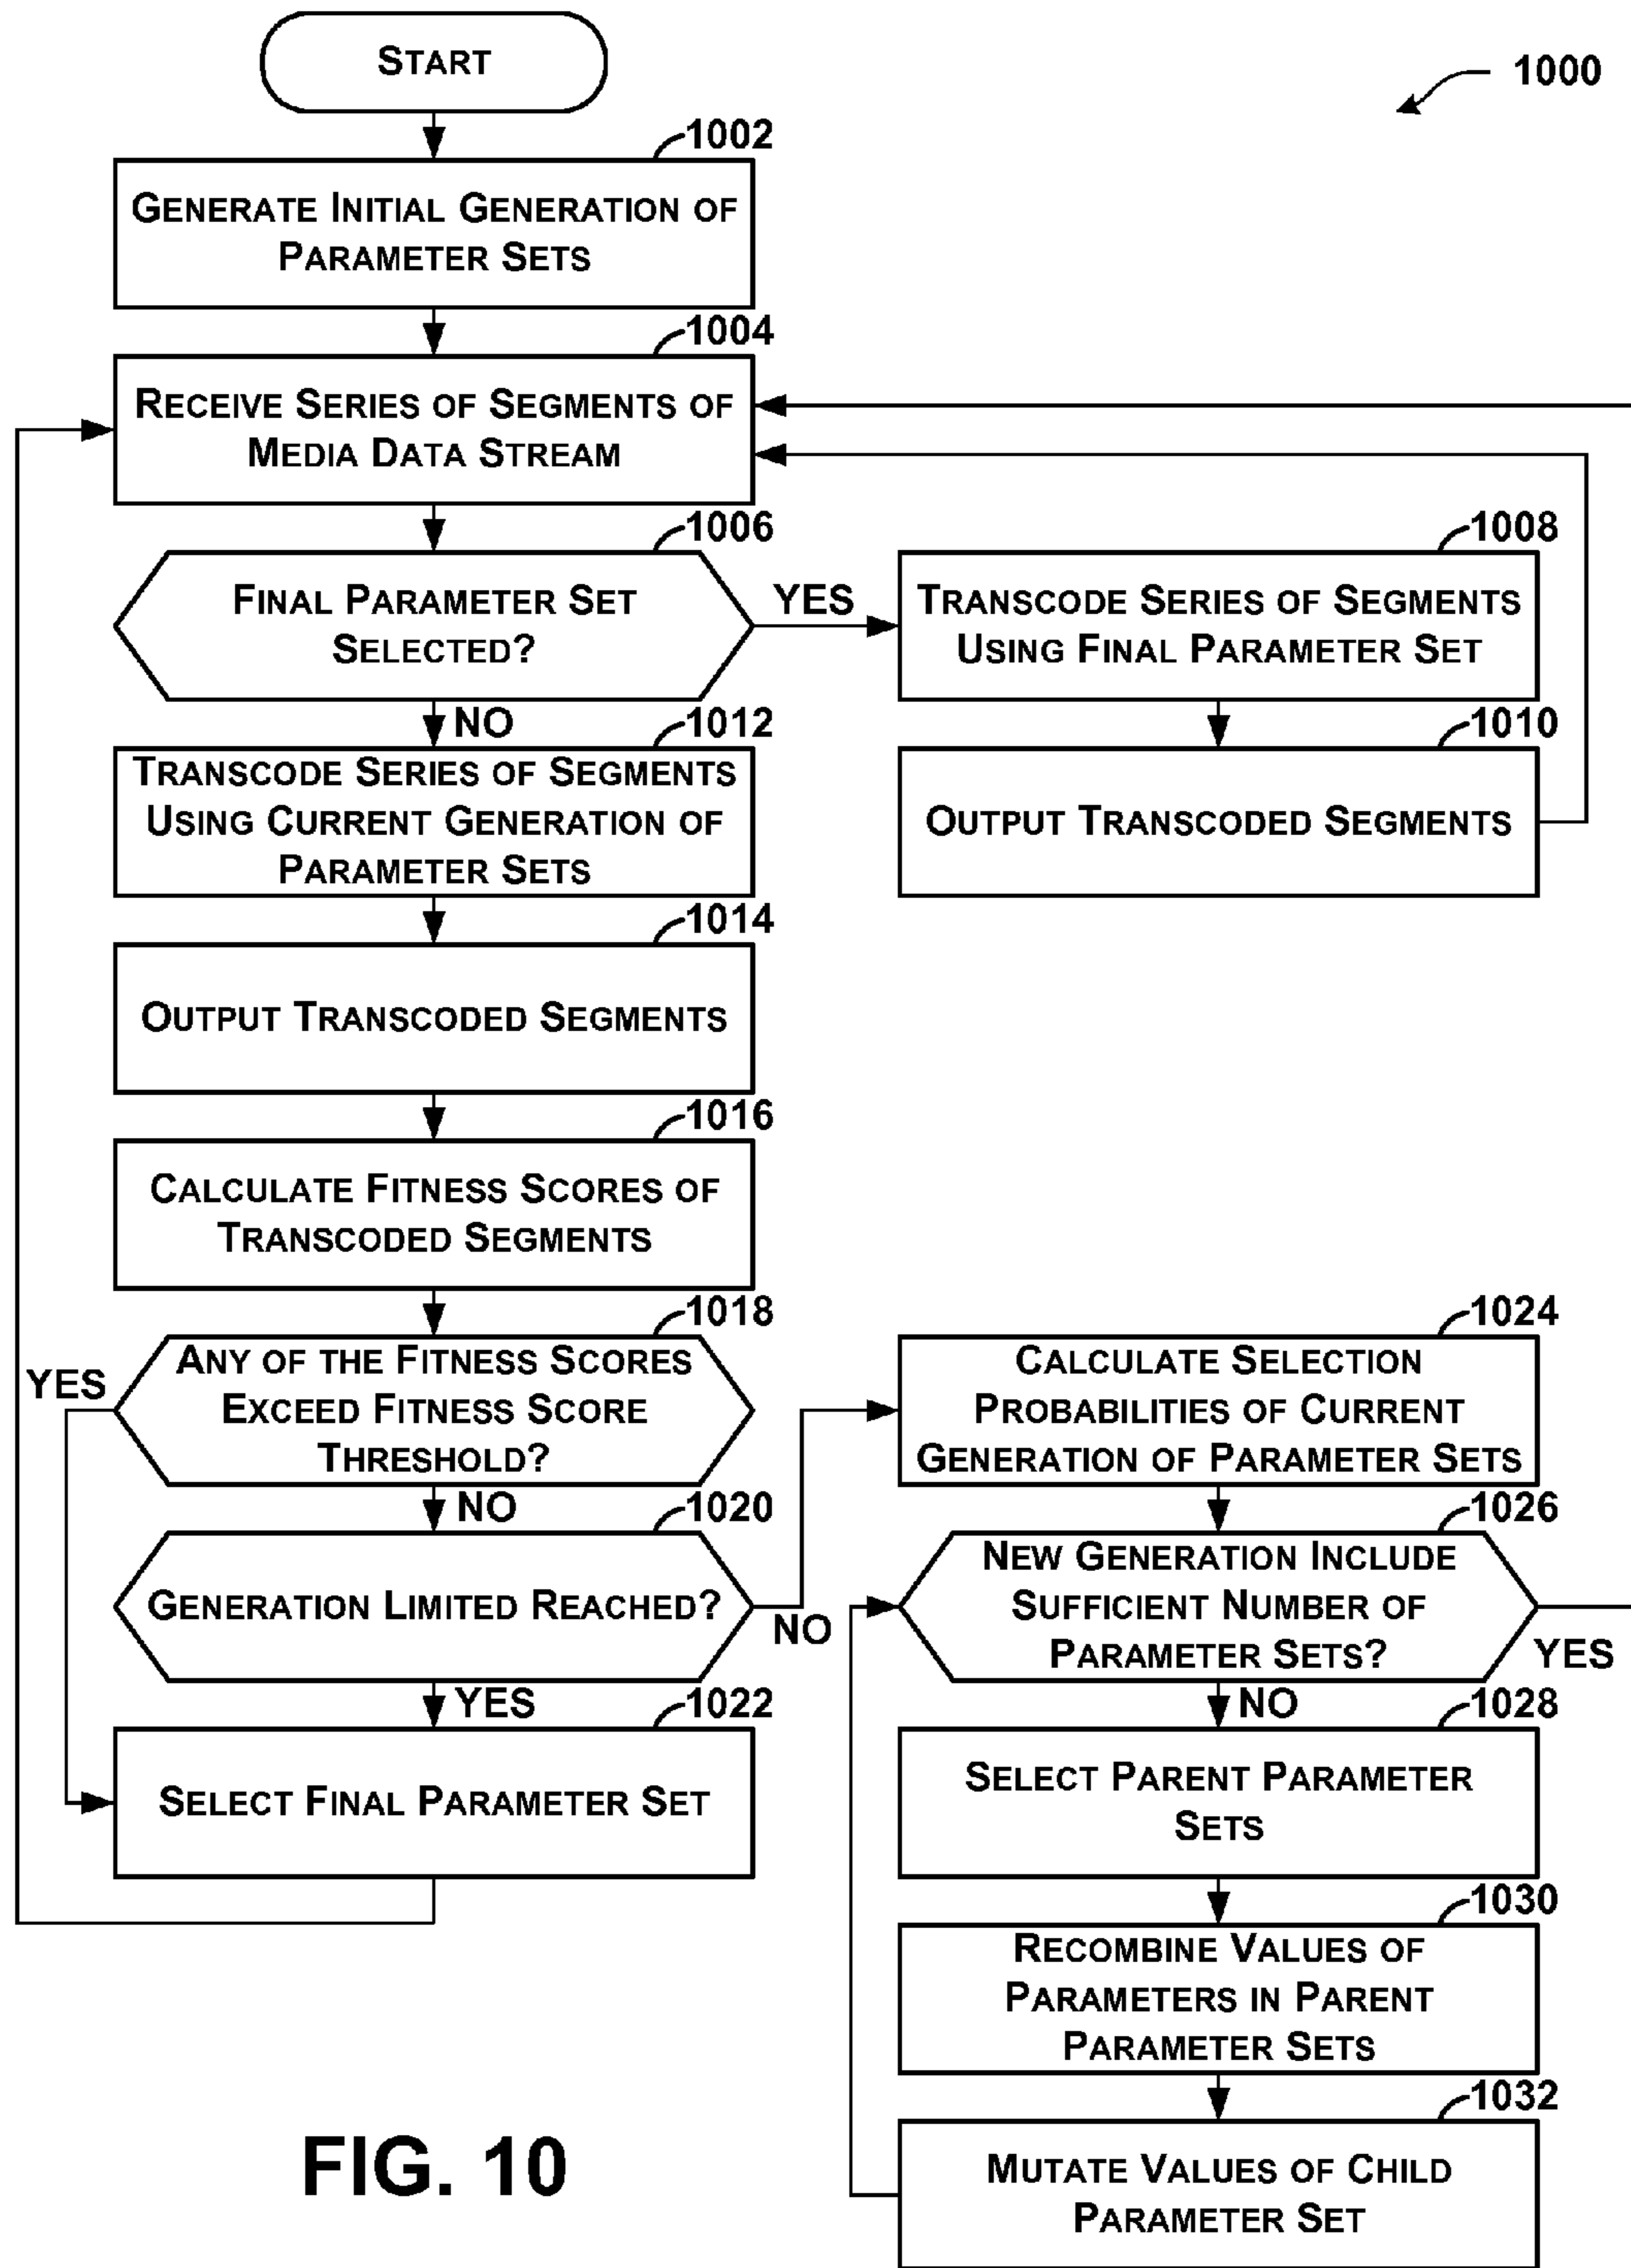 START
1000
1002
GENERATE INITIAL GENERATION OF
PARAMETER SETS
1004
RECEIVE SERIES OF SEGMENTS OF
MEDIA DATA STREAM
1006
FINAL PARAMETER SET
SELECTED?
YES
1008
TRANSCODE SERIES OF SEGMENTS
USING FINAL PARAMETER SET
NO
1010
OUTPUT TRANSCODED SEGMENTS
1012
TRANSCODE SERIES OF SEGMENTS
USING CURRENT GENERATION OF
PARAMETER SETS
1014
OUTPUT TRANSCODED SEGMENTS
1016
CALCULATE FITNESS SCORES OF
TRANSCODED SEGMENTS
1018
ANY OF THE FITNESS SCORES
EXCEED FITNESS SCORE
THRESHOLD?
YES
NO
1020
GENERATION LIMITED REACHED?
NO
YES
1022
SELECT FINAL PARAMETER SET
1024
CALCULATE SELECTION
PROBABILITIES OF CURRENT
GENERATION OF PARAMETER SETS
1026
NEW GENERATION INCLUDE
SUFFICIENT NUMBER OF
PARAMETER SETS?
YES
NO
1028
SELECT PARENT PARAMETER
SETS
1030
RECOMBINE VALUES OF
PARAMETERS IN PARENT
PARAMETER SETS
1032
MUTATE VALUES OF CHILD
PARAMETER SET
FIG. 10